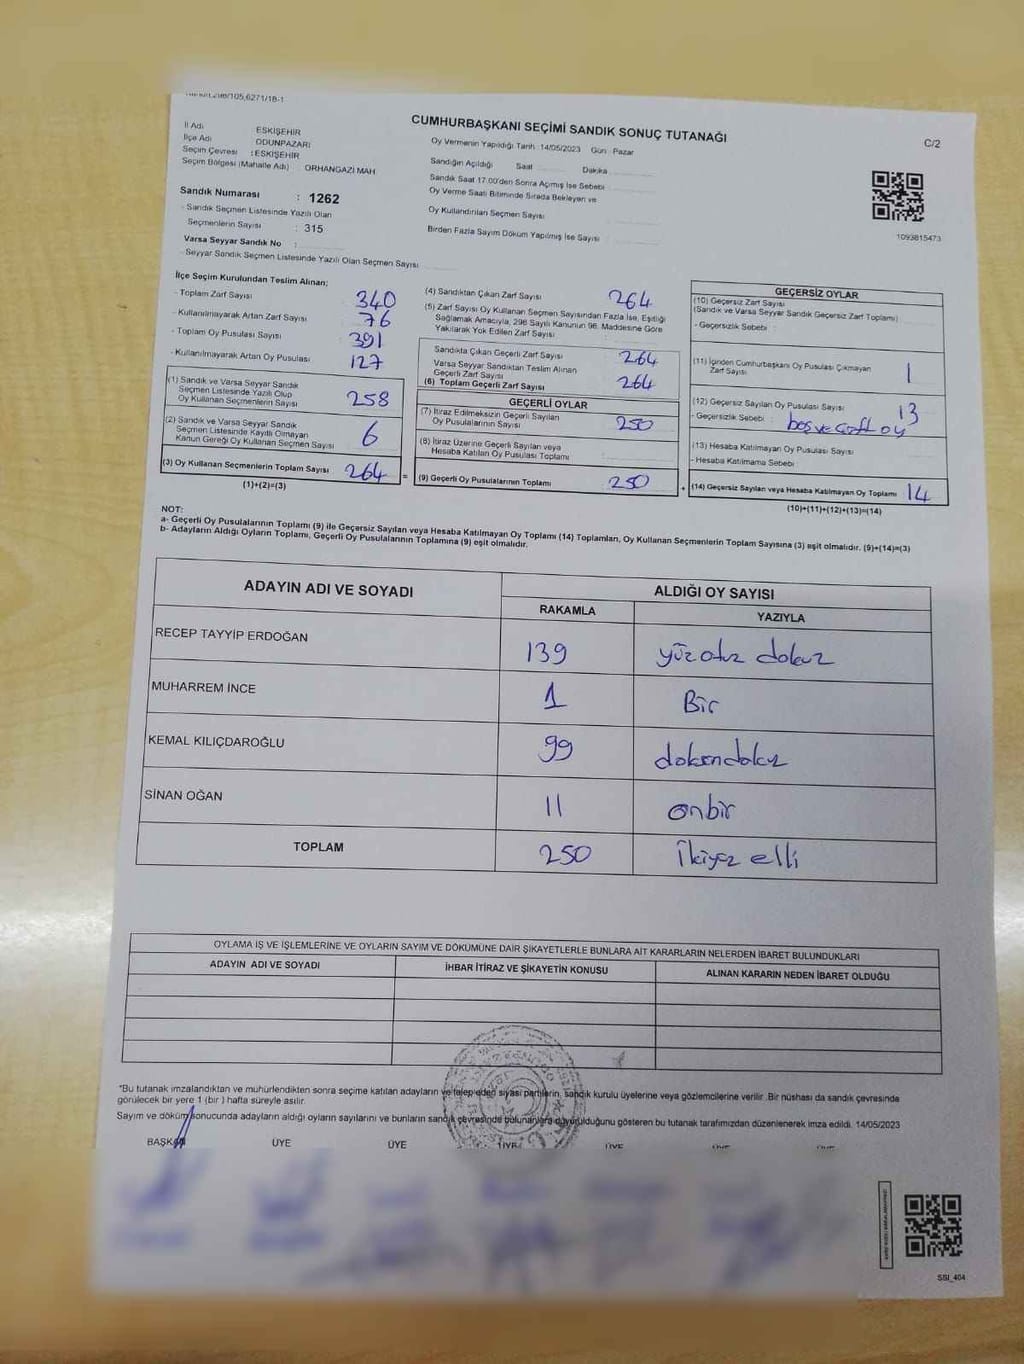 CUMHURBAŞKANI SEÇİMİ SANDIK SONUÇ TUTANAĞI
C/2
İl Adı ESKİŞEHİR
İlçe Adı ODUNPAZARI
Seçim Çevresi : ESKİŞEHİR
Seçim Bölgesi (Mahalle Adı) : ORHANGAZİ MAH
Oy Vermenin Yapıldığı Tarih :14/05/2023 Gün : Pazar
Sandığın Açıldığı Saat Dakika
Sandık Saat 17.00'den Sonra Açılmış İse Sebebi
Oy Verme Saati Bitiminde Sırada Bekleyen ve
Oy Kullandırılan Seçmen Sayısı
Birden Fazla Sayım Döküm Yapılmış İse Sayısı :
1093815473
Sandık Numarası : 1262
- Sandık Seçmen Listesinde Yazılı Olan
Seçmenlerin Sayısı : 315
Varsa Seyyar Sandık No :
- Seyyar Sandık Seçmen Listesinde Yazılı Olan Seçmen Sayısı
İlçe Seçim Kurulundan Teslim Alınan;
- Toplam Zarf Sayısı 340
- Kullanılmayarak Artan Zarf Sayısı 76
- Toplam Oy Pusulası Sayısı 391
- Kullanılmayarak Artan Oy Pusulası 127
(1) Sandık ve Varsa Seyyar Sandık
Seçmen Listesinde Yazılı Olup
Oy Kullanan Seçmenlerin Sayısı 258
(2) Sandık ve Varsa Seyyar Sandık
Seçmen Listesinde Kayıtlı Olmayan
Kanun Gereği Oy Kullanan Seçmen Sayısı 6
(3) Oy Kullanan Seçmenlerin Toplam Sayısı 264
(1)+(2)=(3)
(4) Sandıktan Çıkan Zarf Sayısı 264
(5) Zarf Sayısı Oy Kullanan Seçmen Sayısından Fazla İse, Eşitliği
Sağlamak Amacıyla, 298 Sayılı Kanunun 98. Maddesine Göre
Yakılarak Yok Edilen Zarf Sayısı
Sandıkta Çıkan Geçerli Zarf Sayısı 264
Varsa Seyyar Sandıktan Teslim Alınan
Geçerli Zarf Sayısı
(6) Toplam Geçerli Zarf Sayısı 264
GEÇERLİ OYLAR
(7) İtiraz Edilmeksizin Geçerli Sayılan
Oy Pusulalarının Sayısı 250
(8) İtiraz Üzerine Geçerli Sayılan veya
Hesaba Katılan Oy Pusulası Toplamı
= (9) Geçerli Oy Pusulalarının Toplamı 250
GEÇERSİZ OYLAR
(10) Geçersiz Zarf Sayısı
(Sandık ve Varsa Seyyar Sandık Geçersiz Zarf Toplamı)
- Geçersizlik Sebebi :
(11) İçinden Cumhurbaşkanı Oy Pusulası Çıkmayan
Zarf Sayısı 1
(12) Geçersiz Sayılan Oy Pusulası Sayısı 13
- Geçersizlik Sebebi : boş ve çift oy
(13) Hesaba Katılmayan Oy Pusulası Sayısı
- Hesaba Katılmama Sebebi
+ (14) Geçersiz Sayılan veya Hesaba Katılmayan Oy Toplamı 14
(10)+(11)+(12)+(13)=(14)
NOT:
a- Geçerli Oy Pusulalarının Toplamı (9) ile Geçersiz Sayılan veya Hesaba Katılmayan Oy Toplamı (14) Toplamları, Oy Kullanan Seçmenlerin Toplam Sayısına (3) eşit olmalıdır. (9)+(14)=(3)
b- Adayların Aldığı Oyların Toplamı, Geçerli Oy Pusulalarının Toplamına (9) eşit olmalıdır.
ADAYIN ADI VE SOYADI ALDIĞI OY SAYISI
RAKAMLA YAZIYLA
RECEP TAYYİP ERDOĞAN 139 yüzotuz dokuz
MUHARREM İNCE 1 Bir
KEMAL KILIÇDAROĞLU 99 doksandokuz
SİNAN OĞAN 11 onbir
TOPLAM 250 İkiyüz elli
OYLAMA İŞ VE İŞLEMLERİNE VE OYLARIN SAYIM VE DÖKÜMÜNE DAİR ŞİKAYETLERLE BUNLARA AİT KARARLARIN NELERDEN İBARET BULUNDUKLARI
ADAYIN ADI VE SOYADI İHBAR İTİRAZ VE ŞİKAYETİN KONUSU ALINAN KARARIN NEDEN İBARET OLDUĞU
*Bu tutanak imzalandıktan ve mühürlendikten sonra seçime katılan adayların ve talep eden siyasi partilerin, sandık kurulu üyelerine veya gözlemcilerine verilir. Bir nüshası da sandık çevresinde
görülecek bir yere 1 (bir) hafta süreyle asılır.
Sayım ve döküm sonucunda adayların aldığı oyların sayılarını ve bunların sandık çevresinde bulunanlara duyurulduğunu gösteren bu tutanak tarafımızdan düzenlenerek imza edildi. 14/05/2023
BAŞKAN ÜYE ÜYE ÜYE ÜYE
SSI_404